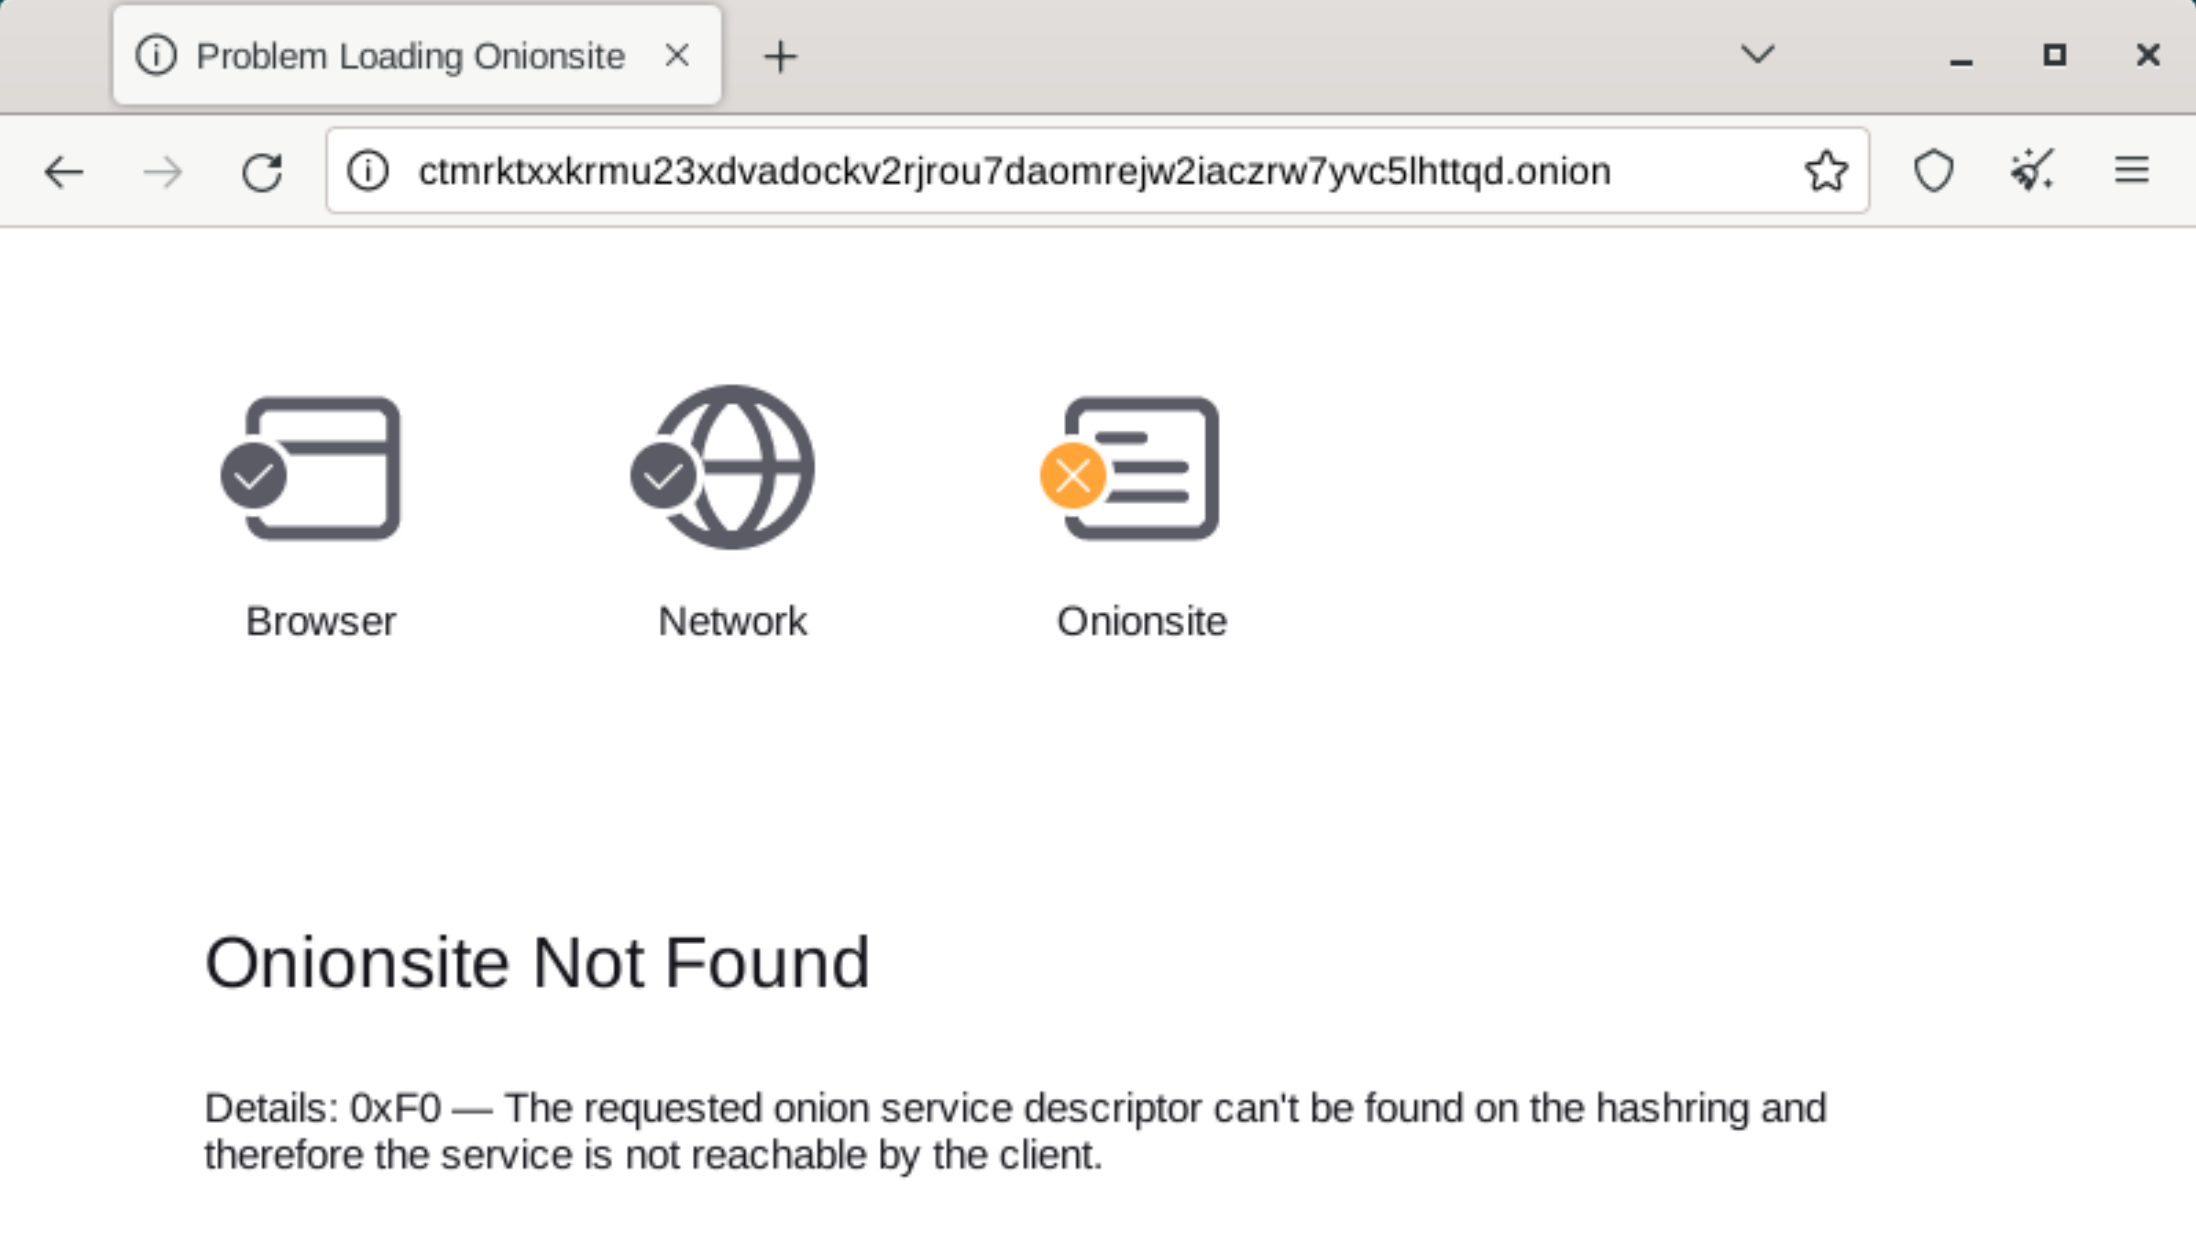 Problem Loading Onionsite
ctmrktxxkrmu23xdvadockv2rjrou7daomrejw2iaczrw7yvc5lhttqd.onion
Browser Network Onionsite
Onionsite Not Found
Details: 0xF0 — The requested onion service descriptor can't be found on the hashring and
therefore the service is not reachable by the client.